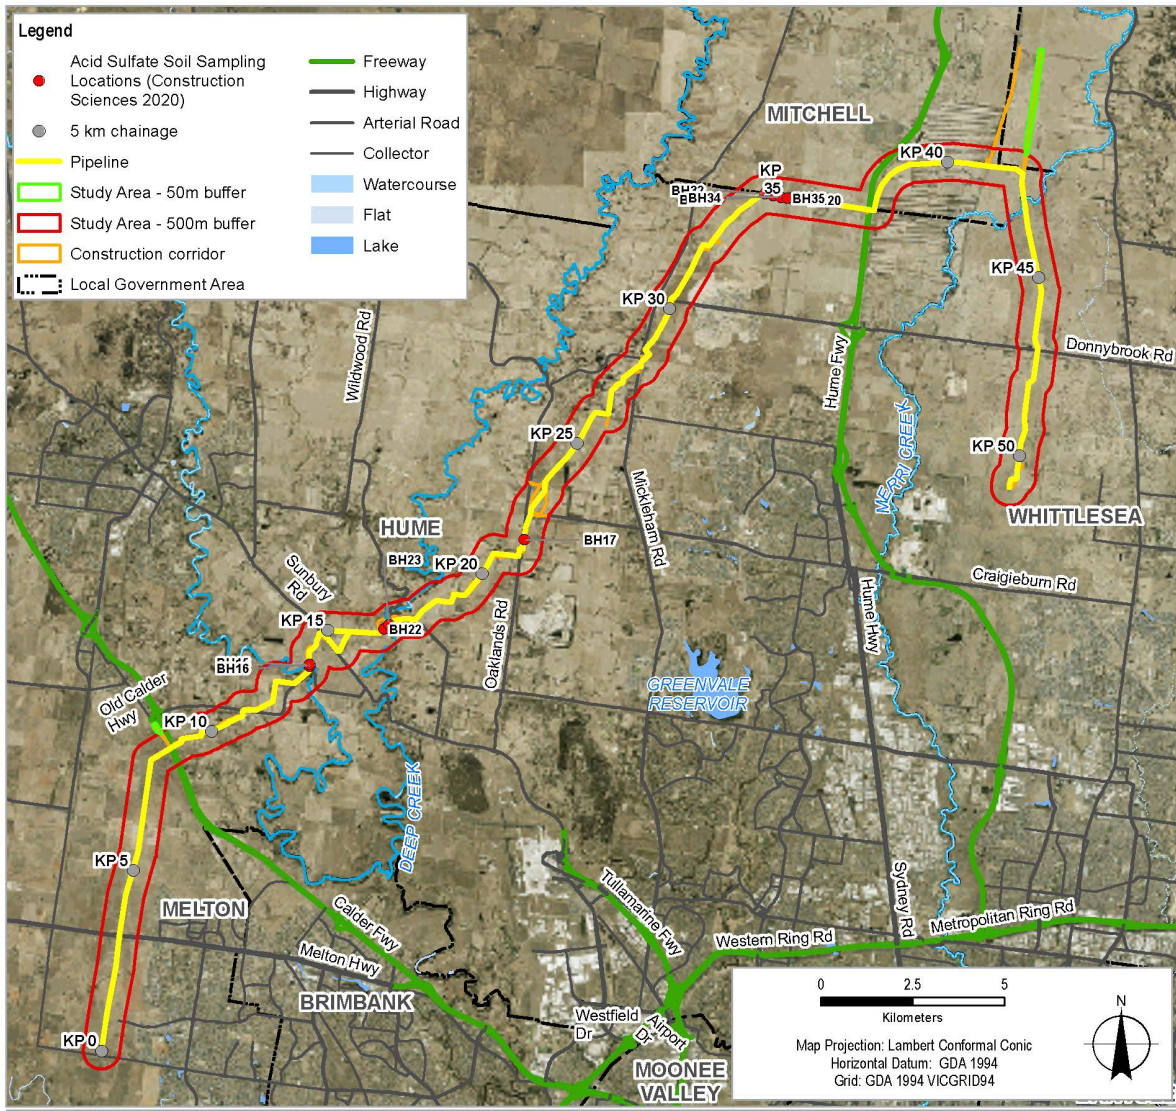 Legend
Acid Sulfate Soil Sampling
Locations (Construction
Sciences 2020)
5 km chainage
Pipeline
Study Area - 50m buffer
Study Area - 500m buffer
Construction corridor
Local Government Area
Freeway
Highway
Arterial Road
Collector
Watercourse
Flat
Lake
MITCHELL
KP 40
KP
35
BH34
BH35
20
KP 45
KP 30
Donnybrook Rd
Wildwood Rd
Hume Fwy
KP 25
KP 50
MERRI CREEK
Mickleham Rd
WHITTLESEA
HUME
BH17
BH23
KP 20
Sunbury
Rd
Craigieburn Rd
KP 15
BH22
Hume Hwy
Oaklands Rd
BH16
GREENVALE
RESERVOIR
Old Calder
Hwy
KP 10
DEEP CREEK
KP 5
MELTON
Tullamarine Fwy
Sydney Rd
Calder Fwy
Metropolitan Ring Rd
Western Ring Rd
Melton Hwy
BRIMBANK
Westfield
Dr
Airport
Dr
KP 0
MOONEE
VALLEY
0 2.5 5
Kilometers
N
Map Projection: Lambert Conformal Conic
Horizontal Datum: GDA 1994
Grid: GDA 1994 VICGRID94